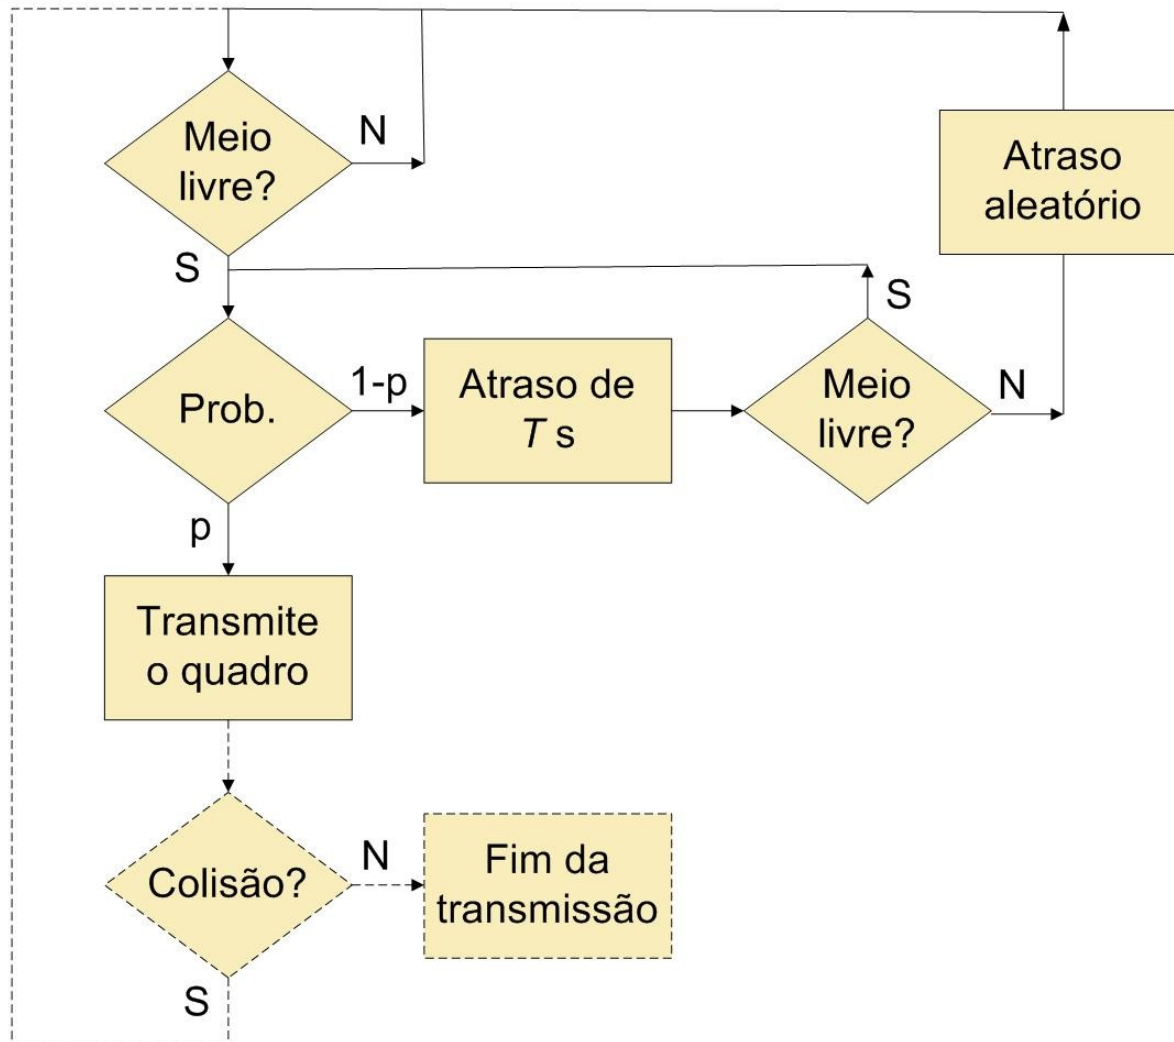 Meio
livre?
N
Atraso
aleatório
S
S
Prob.
1-p
Atraso de
T s
Meio
livre?
N
p
Transmite
o quadro
Colisão?
N
Fim da
transmissão
S